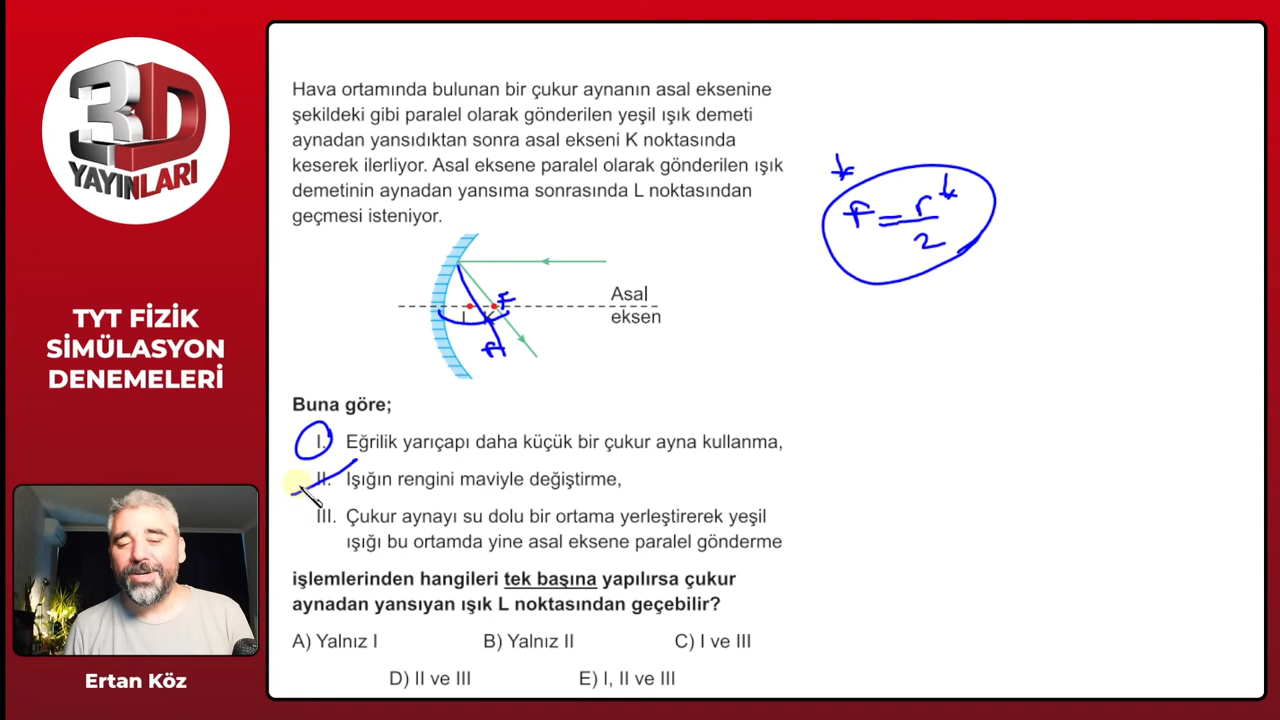 3D
YAYINLARI
TYT FİZİK
SİMÜLASYON
DENEMELERİ
Ertan Köz
Hava ortamında bulunan bir çukur aynanın asal eksenine
şekildeki gibi paralel olarak gönderilen yeşil ışık demeti
aynadan yansıdıktan sonra asal ekseni K noktasında
keserek ilerliyor. Asal eksene paralel olarak gönderilen ışık
demetinin aynadan yansıma sonrasında L noktasından
geçmesi isteniyor.
f = r
2
F
Asal
eksen
L K
f
Buna göre;
I. Eğrilik yarıçapı daha küçük bir çukur ayna kullanma,
II. Işığın rengini maviyle değiştirme,
III. Çukur aynayı su dolu bir ortama yerleştirerek yeşil
ışığı bu ortamda yine asal eksene paralel gönderme
işlemlerinden hangileri tek başına yapılırsa çukur
aynadan yansıyan ışık L noktasından geçebilir?
A) Yalnız I B) Yalnız II C) I ve III
D) II ve III E) I, II ve III